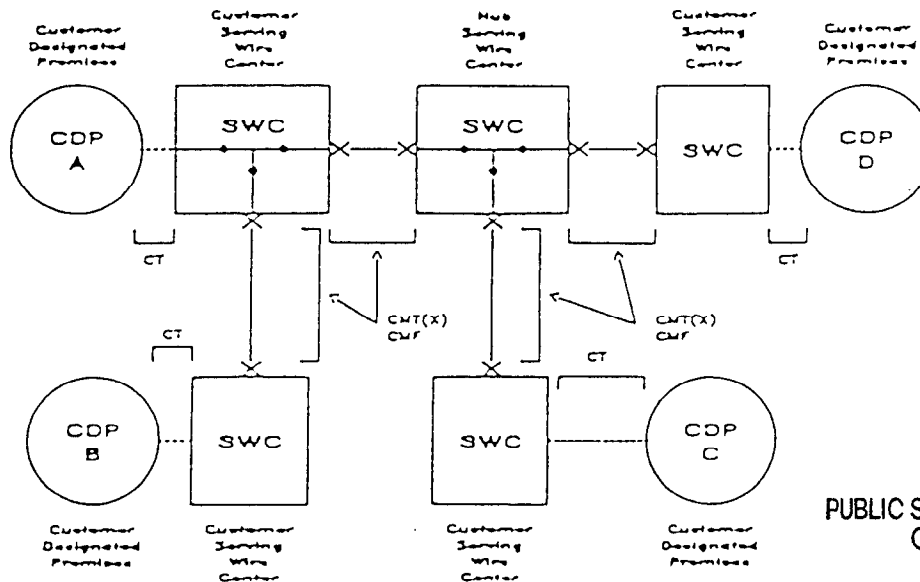 Customer
Designated
Premises
Customer
Serving
Wire
Center
Hub
Serving
Wire
Center
Customer
Serving
Wire
Center
Customer
Designated
Premises
CDP
A
SWC
SWC
SWC
CDP
D
CT
CT
CMT(X)
CMF
CMT(X)
CMF
CT
CT
CDP
B
SWC
SWC
CDP
C
Customer
Designated
Premises
Customer
Serving
Wire
Center
Customer
Serving
Wire
Center
Customer
Designated
Premises
PUBLIC